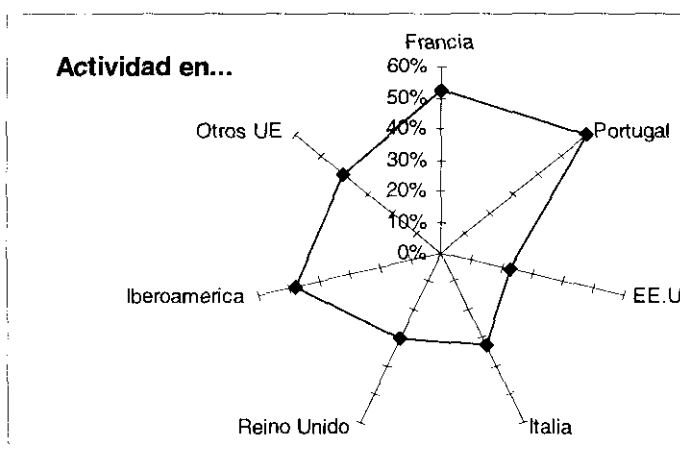 Actividad en...
Francia
60%
50%
40%
30%
20%
10%
0%
Portugal
EE.U
Italia
Reino Unido
Iberoamerica
Otros UE